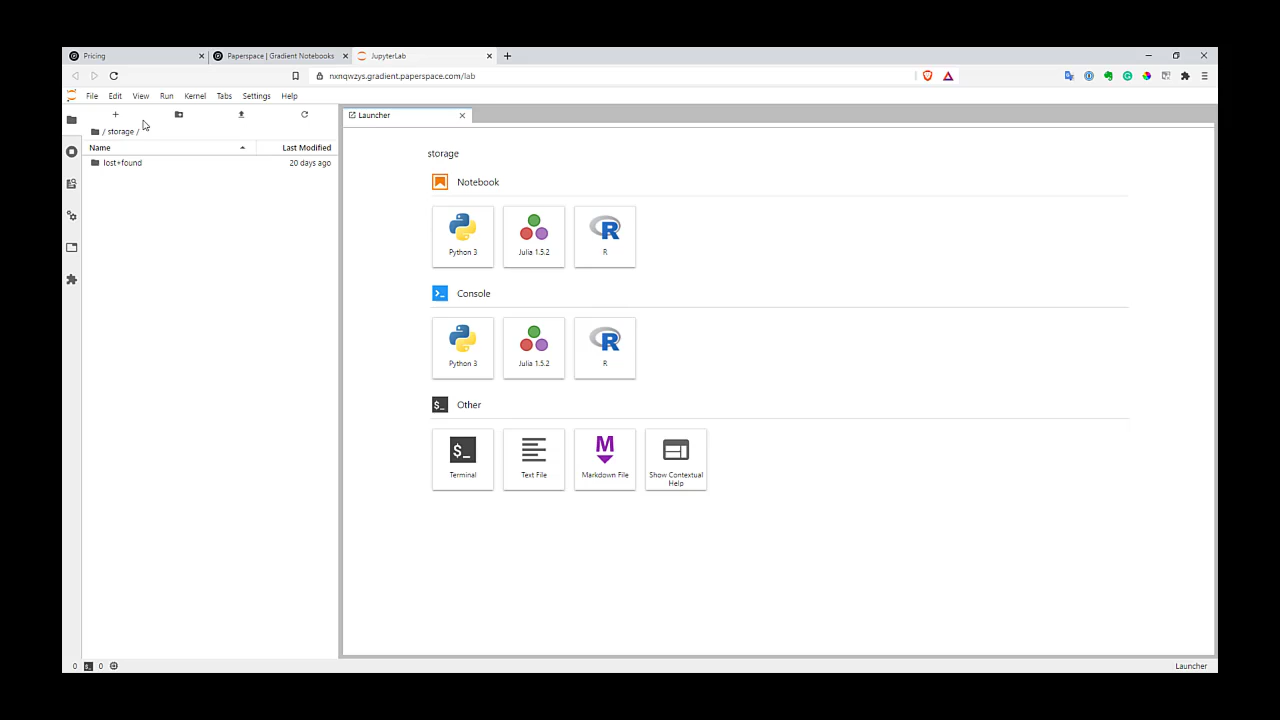 Pricing
Paperspace | Gradient Notebooks
JupyterLab
nxnqwzys.gradient.paperspace.com/lab
File Edit View Run Kernel Tabs Settings Help
/ storage /
Name Last Modified
lost+found 20 days ago
Launcher
storage
Notebook
Python 3
Julia 1.5.2
R
Console
>_
Python 3
Julia 1.5.2
R
$_ Other
$_
M
Terminal
Text File
Markdown File
Show Contextual
Help
0 $_ 0
Launcher